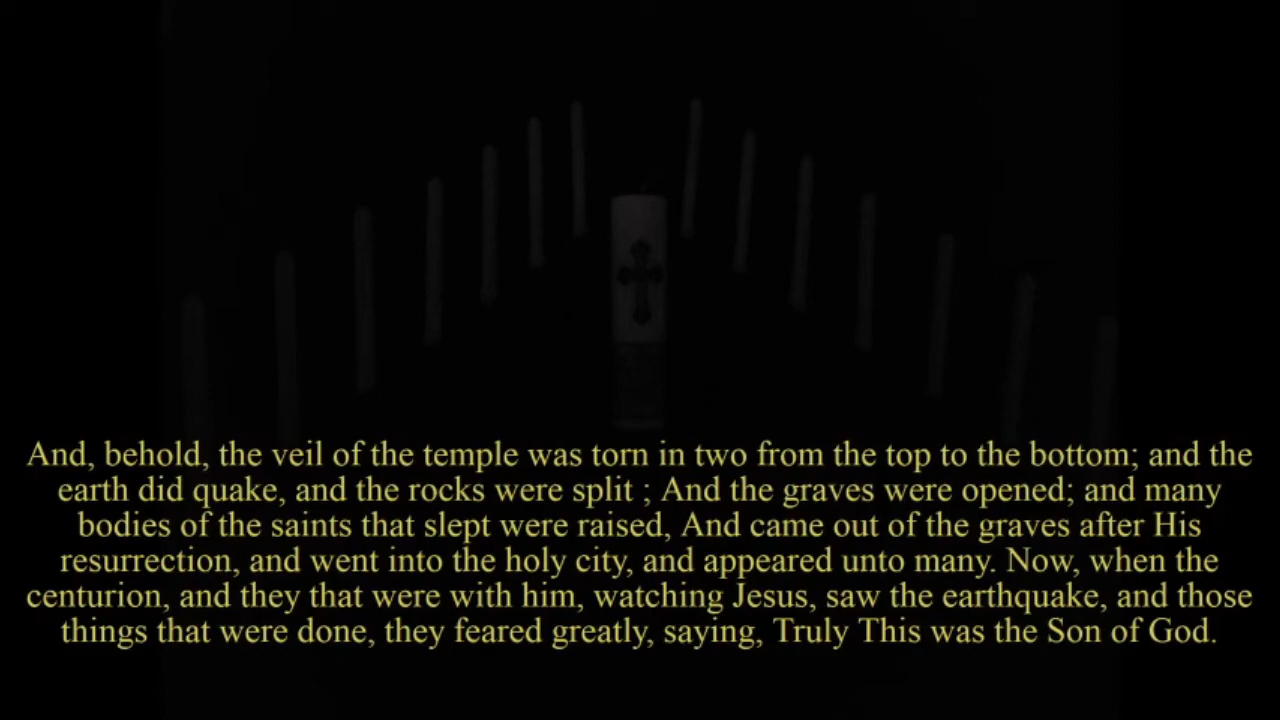 And, behold, the veil of the temple was torn in two from the top to the bottom; and the
earth did quake, and the rocks were split ; And the graves were opened; and many
bodies of the saints that slept were raised, And came out of the graves after His
resurrection, and went into the holy city, and appeared unto many. Now, when the
centurion, and they that were with him, watching Jesus, saw the earthquake, and those
things that were done, they feared greatly, saying, Truly This was the Son of God.